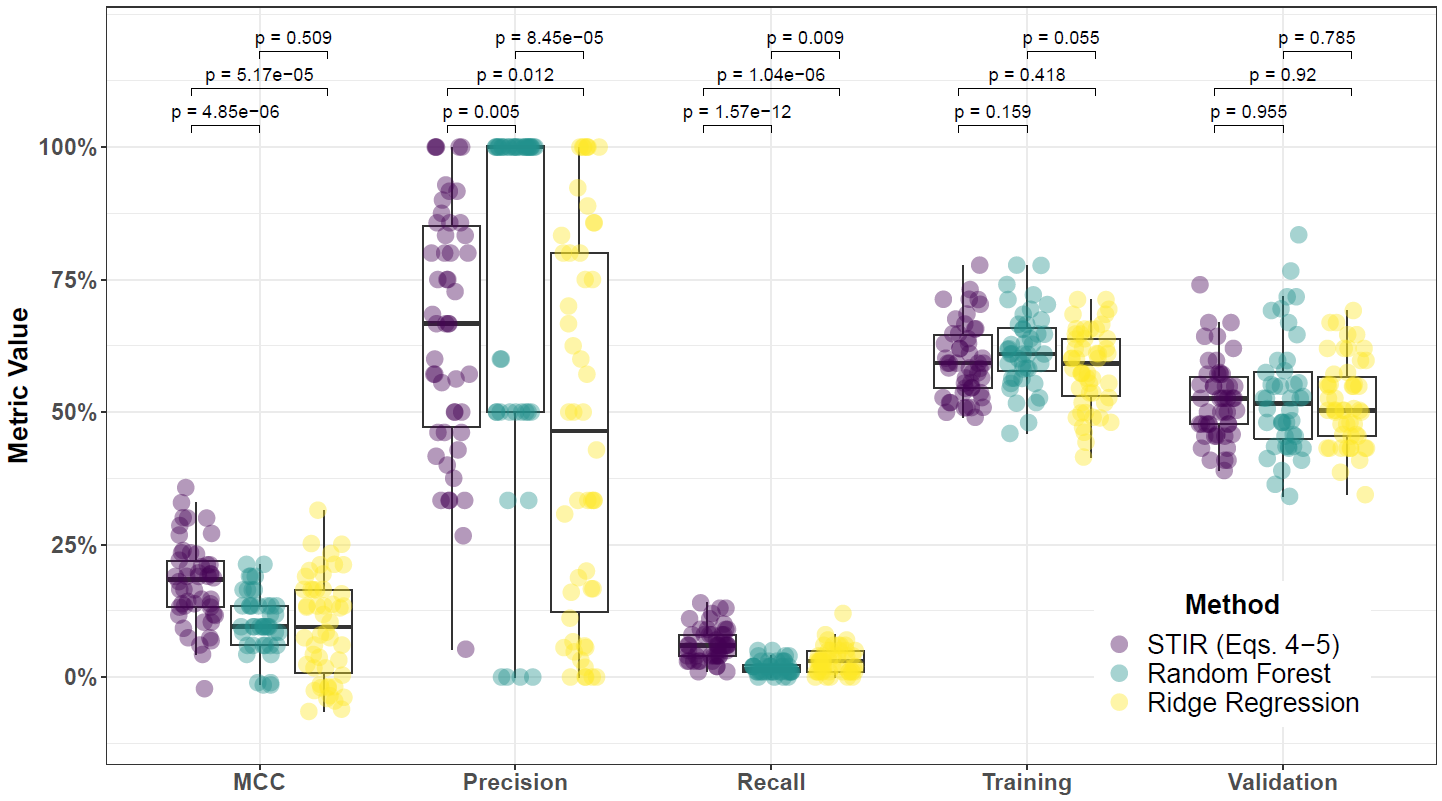 p = 0.509
p = 8.45e−05
p = 0.009
p = 0.055
p = 0.785
p = 5.17e−05
p = 0.012
p = 1.04e−06
p = 0.418
p = 0.92
p = 4.85e−06
p = 0.005
p = 1.57e−12
p = 0.159
p = 0.955
100%
75%
50%
25%
0%
Metric Value
Method
STIR (Eqs. 4−5)
Random Forest
Ridge Regression
MCC
Precision
Recall
Training
Validation